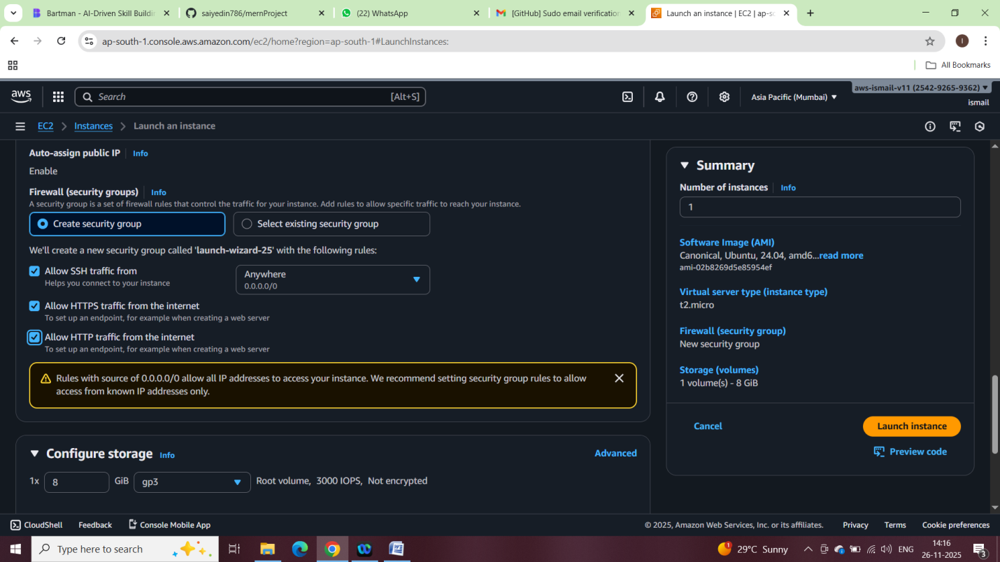 Bartman - AI-Driven Skill Buildi
saiyedin786/mernProject
(22) WhatsApp
[GitHub] Sudo email verification
Launch an instance | EC2 | ap-so
ap-south-1.console.aws.amazon.com/ec2/home?region=ap-south-1#LaunchInstances:
I
All Bookmarks
aws
Search
[Alt+S]
Asia Pacific (Mumbai)
aws-ismail-v11 (2542-9265-9362)
ismail
EC2
Instances
Launch an instance
Auto-assign public IP
Info
Enable
Firewall (security groups)
Info
A security group is a set of firewall rules that control the traffic for your instance. Add rules to allow specific traffic to reach your instance.
Create security group
Select existing security group
We'll create a new security group called 'launch-wizard-25' with the following rules:
Allow SSH traffic from
Helps you connect to your instance
Anywhere
0.0.0.0/0
Allow HTTPS traffic from the internet
To set up an endpoint, for example when creating a web server
Allow HTTP traffic from the internet
To set up an endpoint, for example when creating a web server
Rules with source of 0.0.0.0/0 allow all IP addresses to access your instance. We recommend setting security group rules to allow
access from known IP addresses only.
Configure storage
Info
Advanced
1x
8
GiB
gp3
Root volume, 3000 IOPS, Not encrypted
Summary
Number of instances
Info
1
Software Image (AMI)
Canonical, Ubuntu, 24.04, amd6...read more
ami-02b8269d5e85954ef
Virtual server type (instance type)
t2.micro
Firewall (security group)
New security group
Storage (volumes)
1 volume(s) - 8 GiB
Cancel
Launch instance
Preview code
CloudShell
Feedback
Console Mobile App
© 2025, Amazon Web Services, Inc. or its affiliates.
Privacy
Terms
Cookie preferences
Type here to search
1
29°C Sunny
ENG
14:16
26-11-2025
3